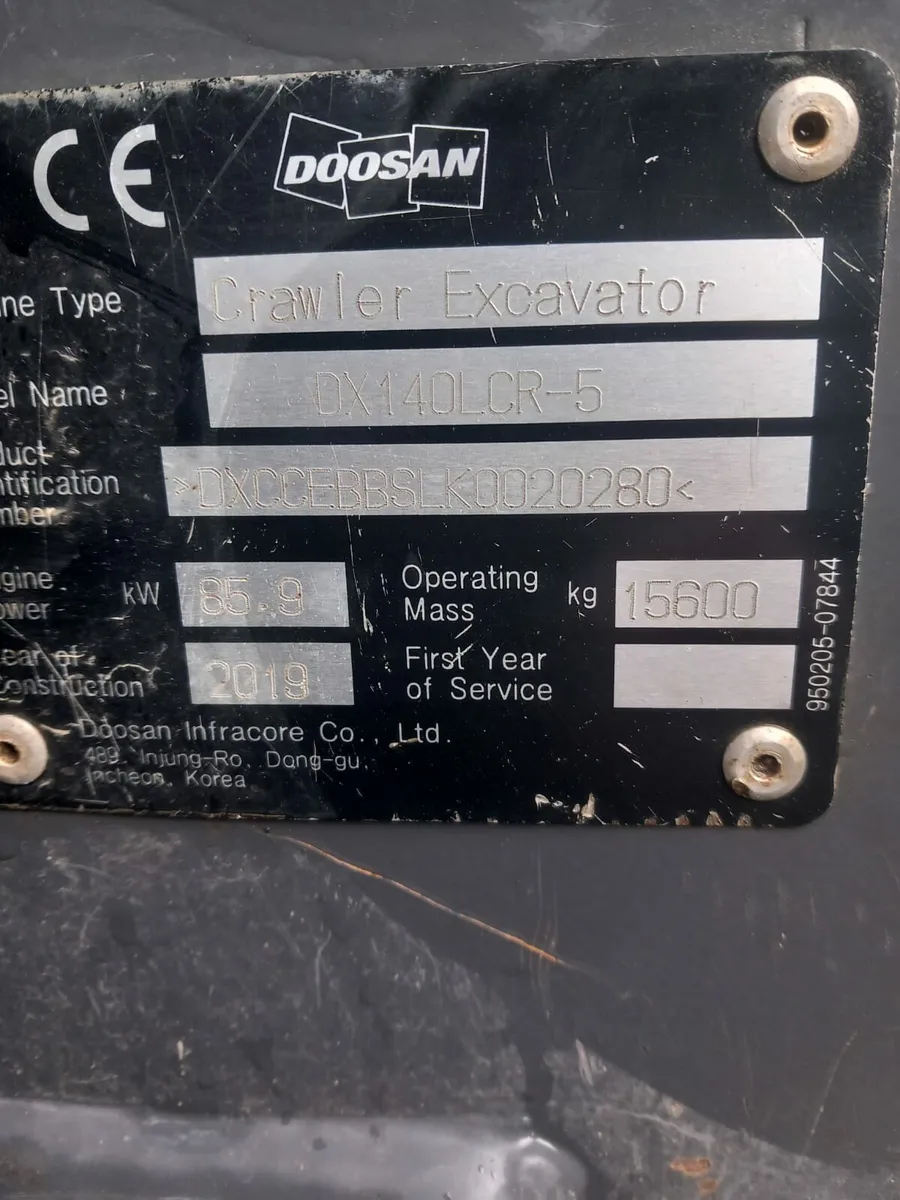 CE
DOOSAN
ne Type Crawler Excavator
el Name DX140LCR-5
duct
ntification
mber >DXCCEBBSLK0020280<
gine
ower kW 85.9
Operating
Mass kg 15600
ear of
Construction 2019
First Year
of Service
950205-07844
Doosan Infracore Co., Ltd.
489, Injung-Ro, Dong-gu,
Incheon, Korea